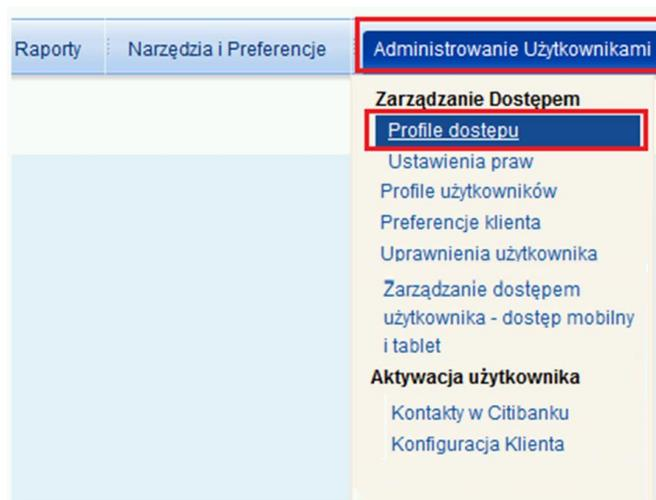 Raporty Narzędzia i Preferencje Administrowanie Użytkownikami
Zarządzanie Dostępem
Profile dostępu
Ustawienia praw
Profile użytkowników
Preferencje klienta
Uprawnienia użytkownika
Zarządzanie dostępem
użytkownika - dostęp mobilny
i tablet
Aktywacja użytkownika
Kontakty w Citibanku
Konfiguracja Klienta